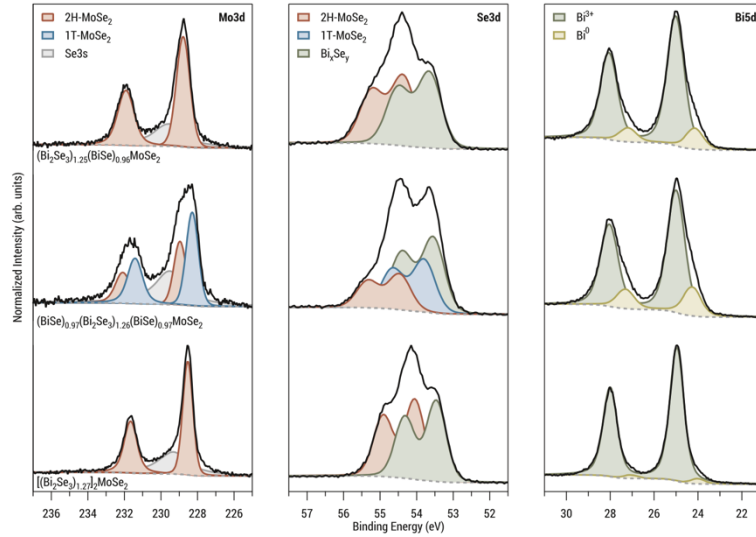 2H-MoSe₂
1T-MoSe₂
Se3s
Mo3d
(Bi₂Se₃)₁.₂₅(BiSe)₀.₉₆MoSe₂
(BiSe)₀.₉₇(Bi₂Se₃)₁.₂₆(BiSe)₀.₉₇MoSe₂
[(Bi₂Se₃)₁.₂₇]₂MoSe₂
236 234 232 230 228 226
2H-MoSe₂
1T-MoSe₂
BiₓSeᵧ
Se3d
57 56 55 54 53 52
Bi³⁺
Bi⁰
Bi5d
30 28 26 24 22
Normalized Intensity (arb. units)
Binding Energy (eV)